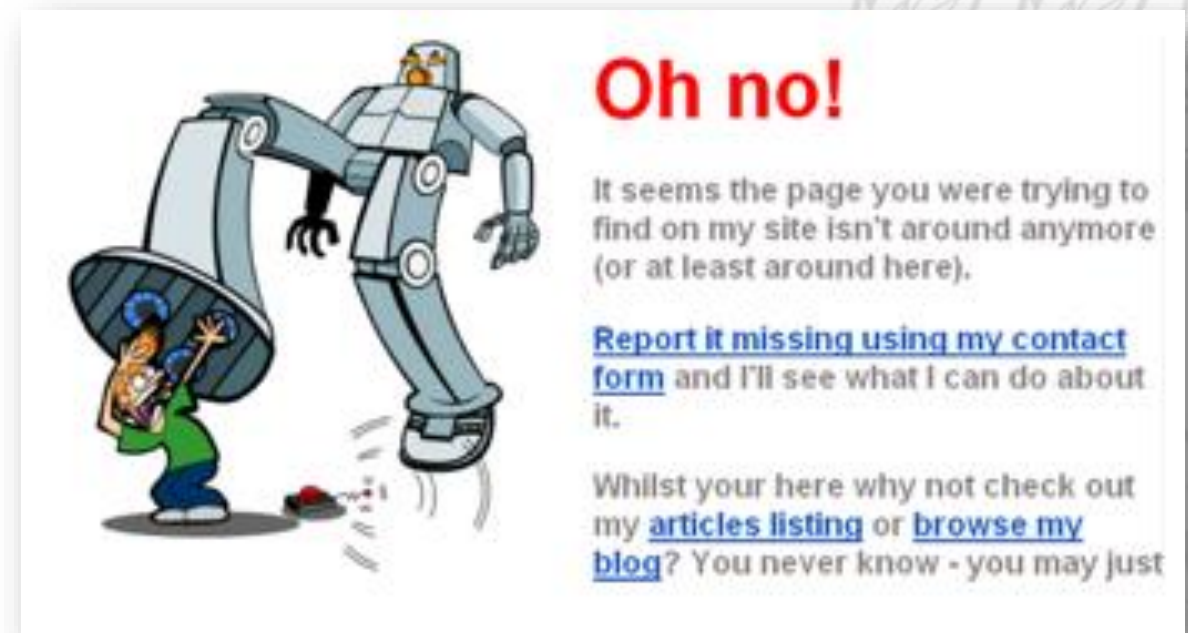 Oh no!
It seems the page you were trying to
find on my site isn't around anymore
(or at least around here).
Report it missing using my contact
form and I'll see what I can do about
it.
Whilst your here why not check out
my articles listing or browse my
blog? You never know - you may just